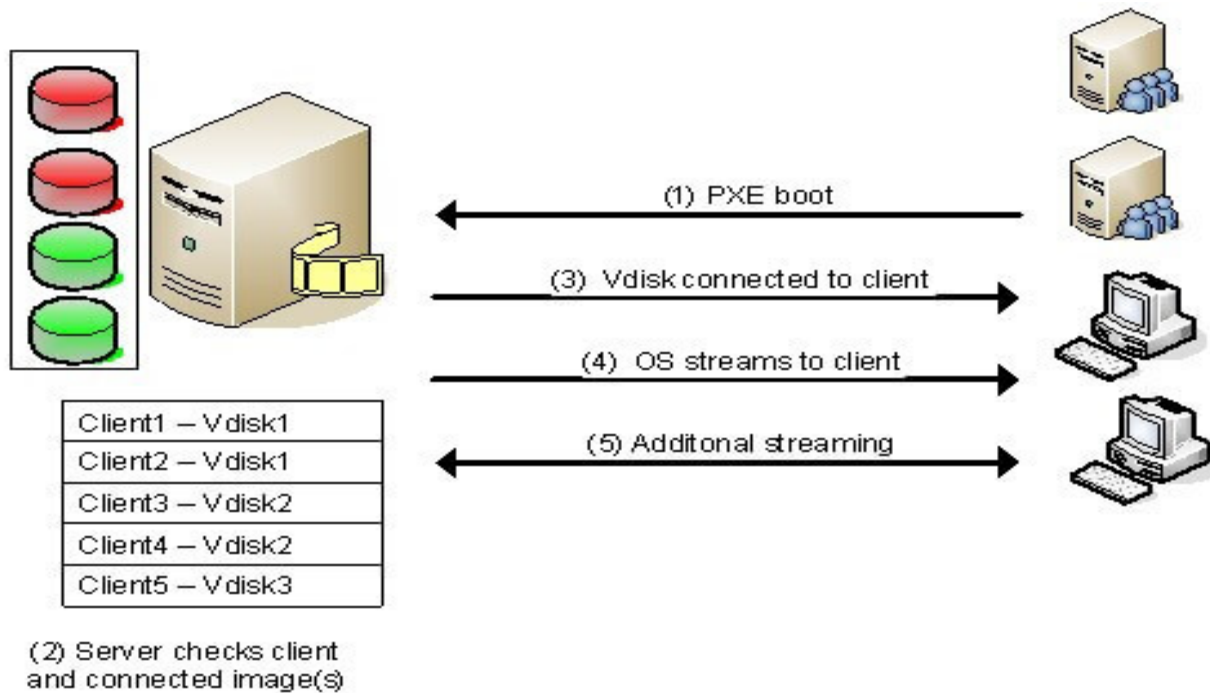 (1) PXE boot
(3) Vdisk connected to client
(4) OS streams to client
(5) Additonal streaming
Client1 – Vdisk1
Client2 – Vdisk1
Client3 – Vdisk2
Client4 – Vdisk2
Client5 – Vdisk3
(2) Server checks client
and connected image(s)